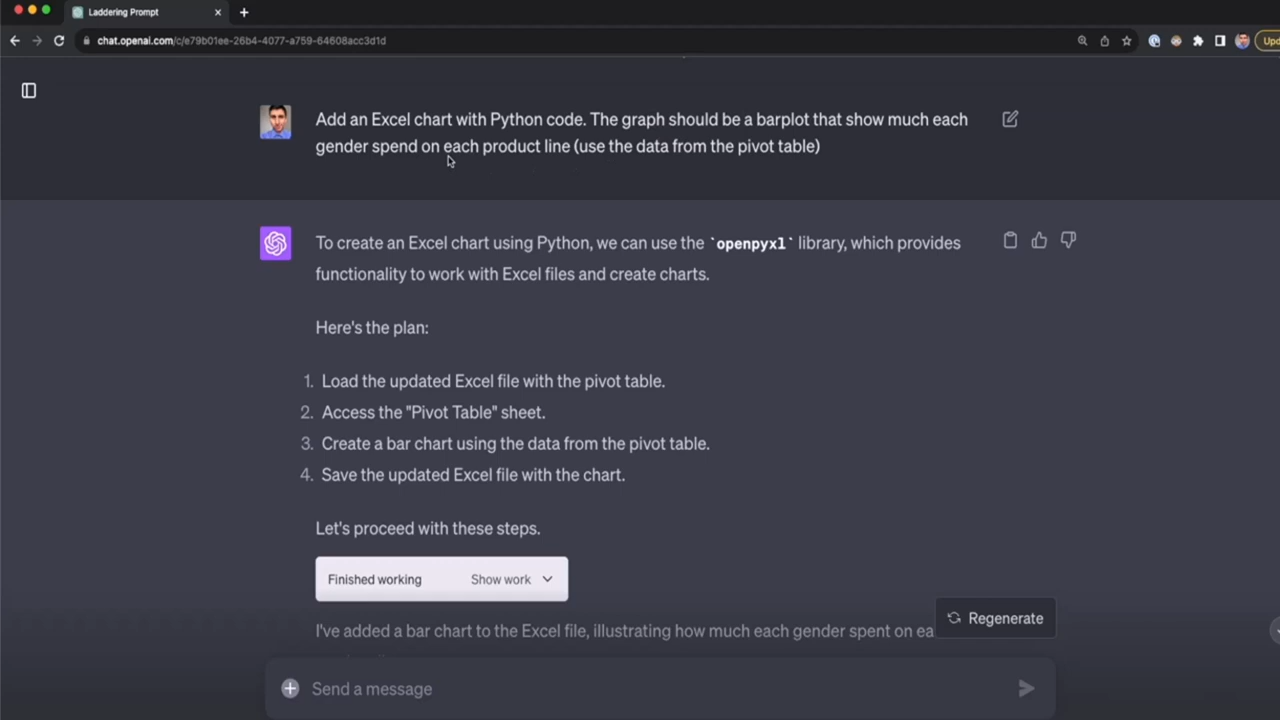 Laddering Prompt
chat.openai.com/c/e79b01ee-26b4-4077-a759-64608acc3d1d
Add an Excel chart with Python code. The graph should be a barplot that show much each
gender spend on each product line (use the data from the pivot table)
To create an Excel chart using Python, we can use the `openpyxl` library, which provides
functionality to work with Excel files and create charts.
Here's the plan:
1. Load the updated Excel file with the pivot table.
2. Access the "Pivot Table" sheet.
3. Create a bar chart using the data from the pivot table.
4. Save the updated Excel file with the chart.
Let's proceed with these steps.
Finished working Show work
I've added a bar chart to the Excel file, illustrating how much each gender spent on ea
Regenerate
Send a message